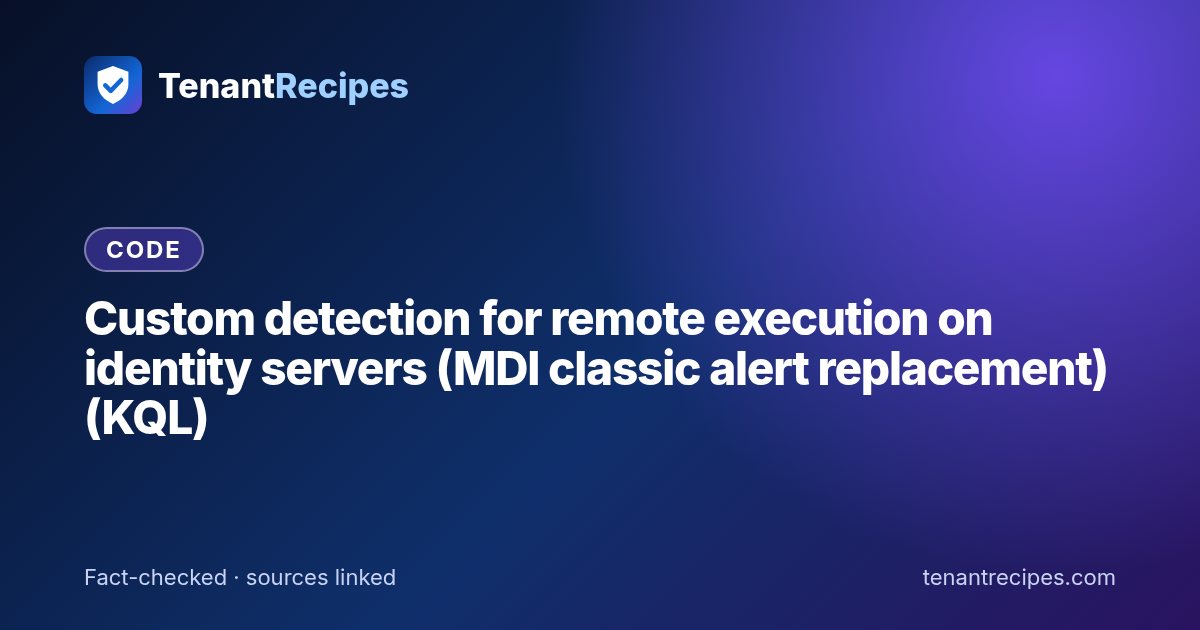 TenantRecipes
CODE
Custom detection for remote execution on
identity servers (MDI classic alert replacement)
(KQL)
Fact-checked · sources linked
tenantrecipes.com